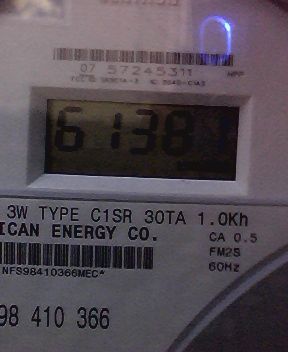 07 57245311 HPP
61381
3W TYPE C1SR 30TA 1.0Kh
ICAN ENERGY CO.
CA 0.5
FM2S
60Hz
NFS98410366MEC*
98 410 366